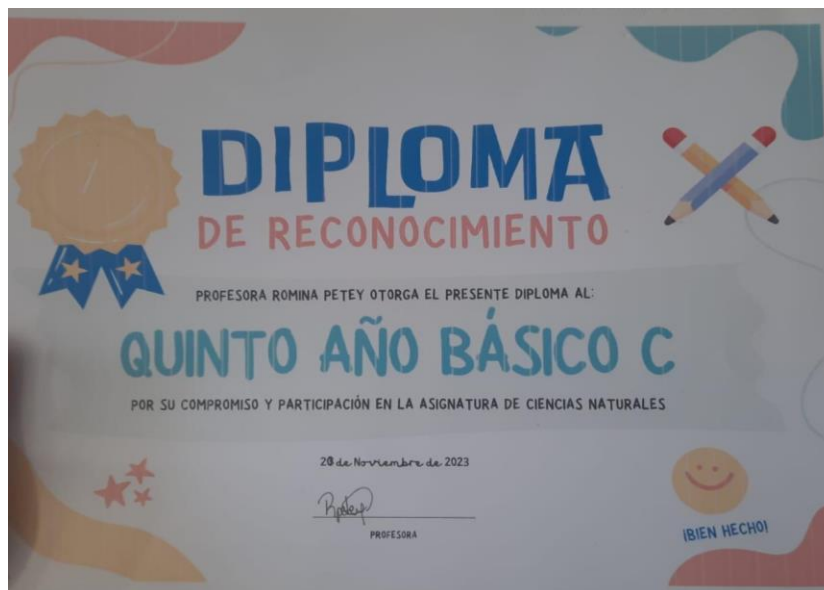 DIPLOMA
DE RECONOCIMIENTO
PROFESORA ROMINA PETEY OTORGA EL PRESENTE DIPLOMA AL:
QUINTO AÑO BÁSICO C
POR SU COMPROMISO Y PARTICIPACIÓN EN LA ASIGNATURA DE CIENCIAS NATURALES
de Noviembre de 2023
RPetey
PROFESORA
¡BIEN HECHO!